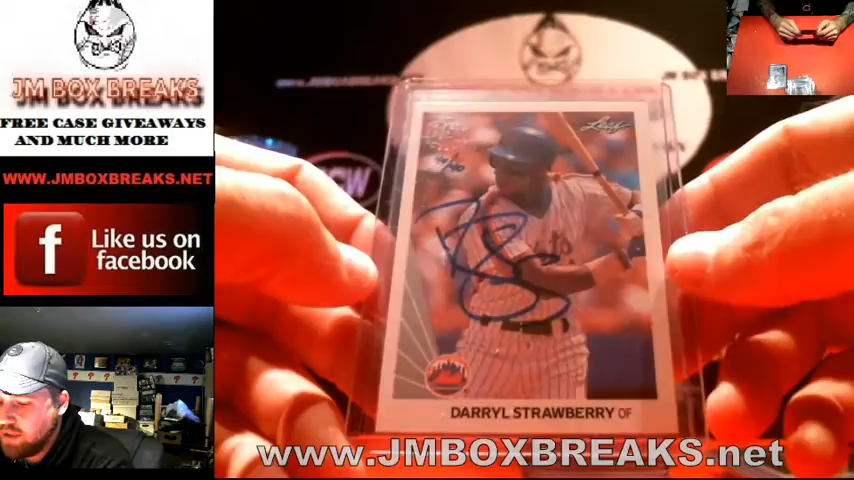 JM BOX BREAKS
FREE CASE GIVEAWAYS
AND MUCH MORE
WWW.JMBOXBREAKS.NET
f Like us on
facebook
Leaf
DARRYL STRAWBERRY OF
www.JMBOXBREAKS.net